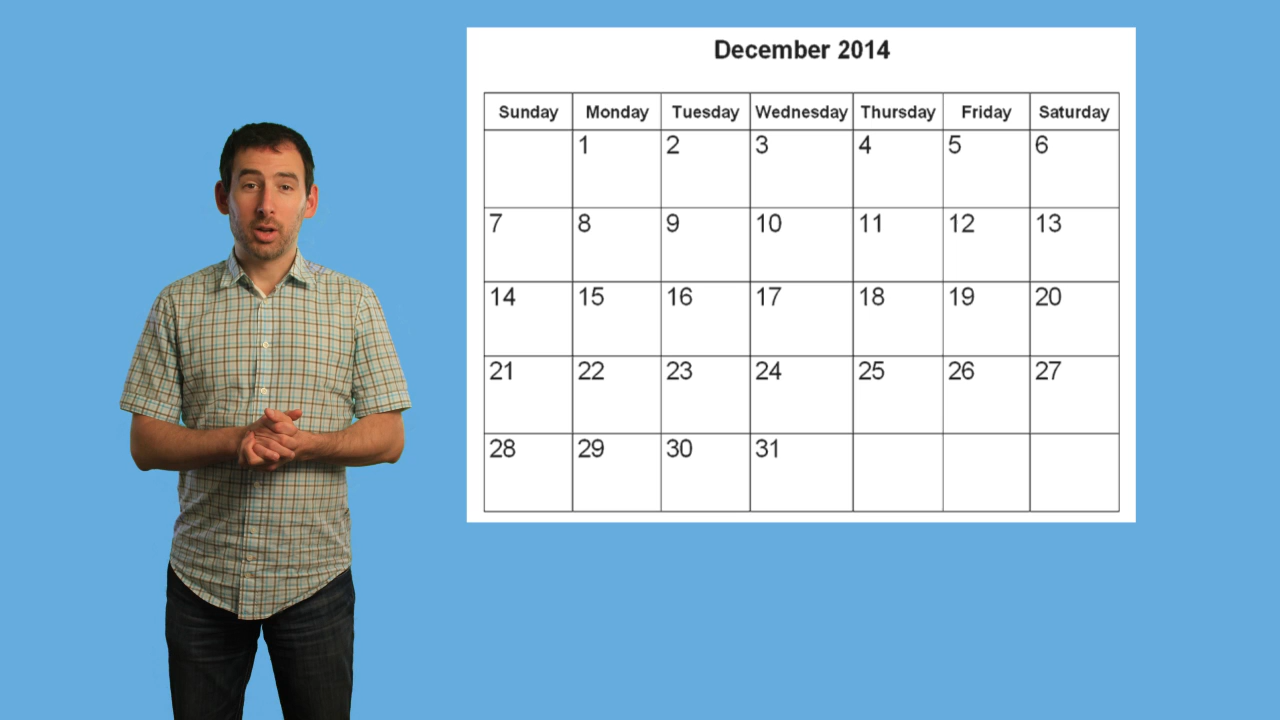 December 2014
Sunday Monday Tuesday Wednesday Thursday Friday Saturday
1 2 3 4 5 6
7 8 9 10 11 12 13
14 15 16 17 18 19 20
21 22 23 24 25 26 27
28 29 30 31